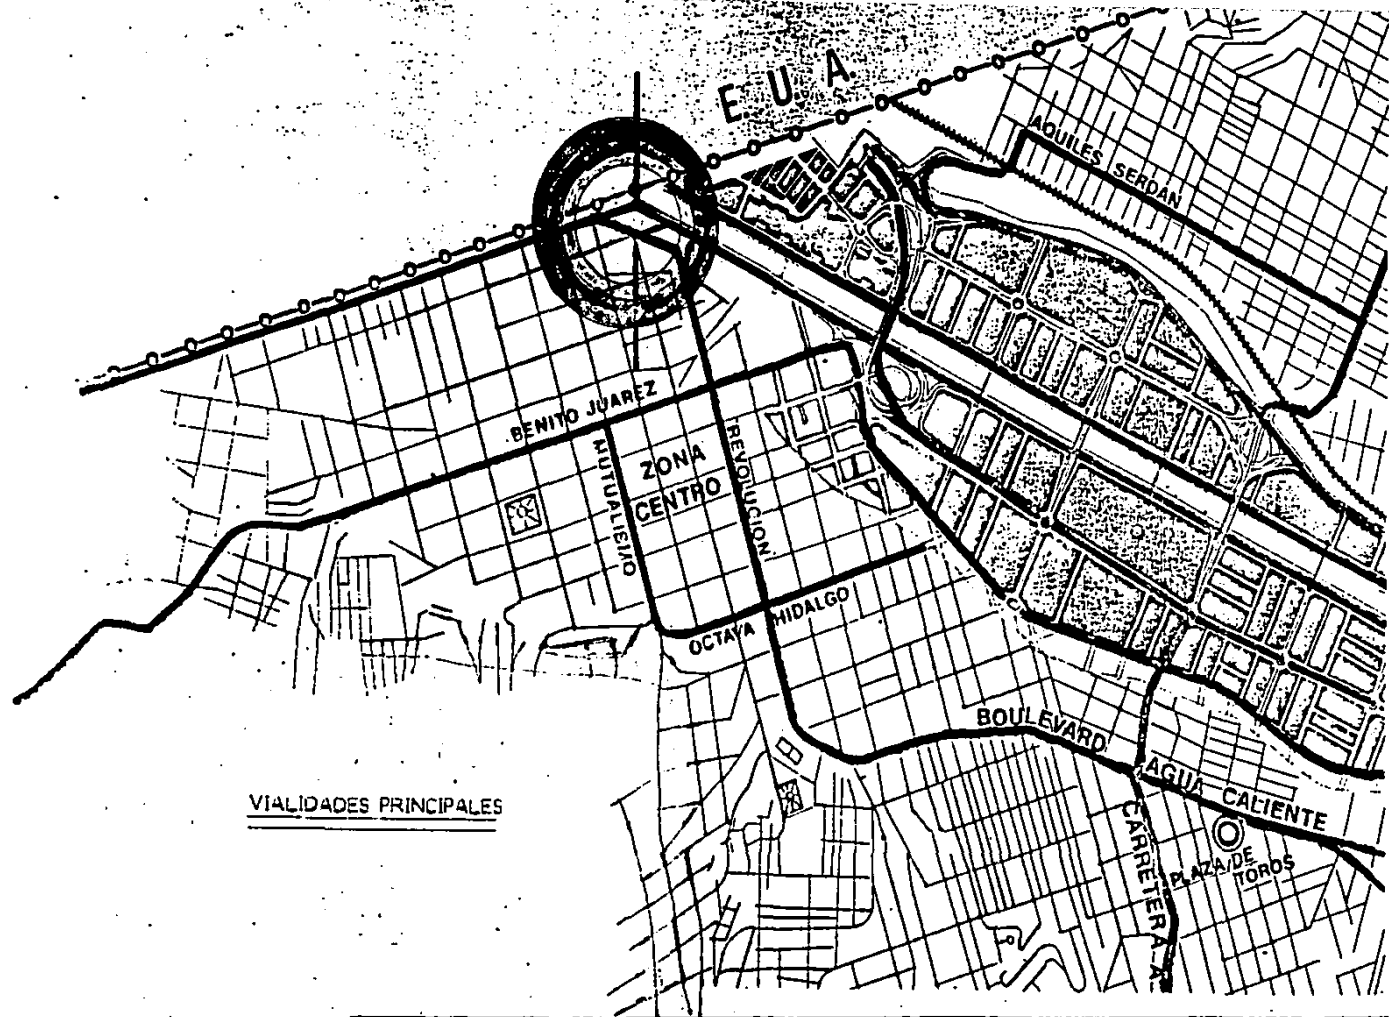 E. U. A.
AQUILES SERDAN
BENITO JUAREZ
MUTUALISMO
ZONA
CENTRO
REVOLUCION
OCTAVA HIDALGO
BOULEVARD
AGUA CALIENTE
VIALIDADES PRINCIPALES
CARRETERA A
PLAZA DE
TOROS